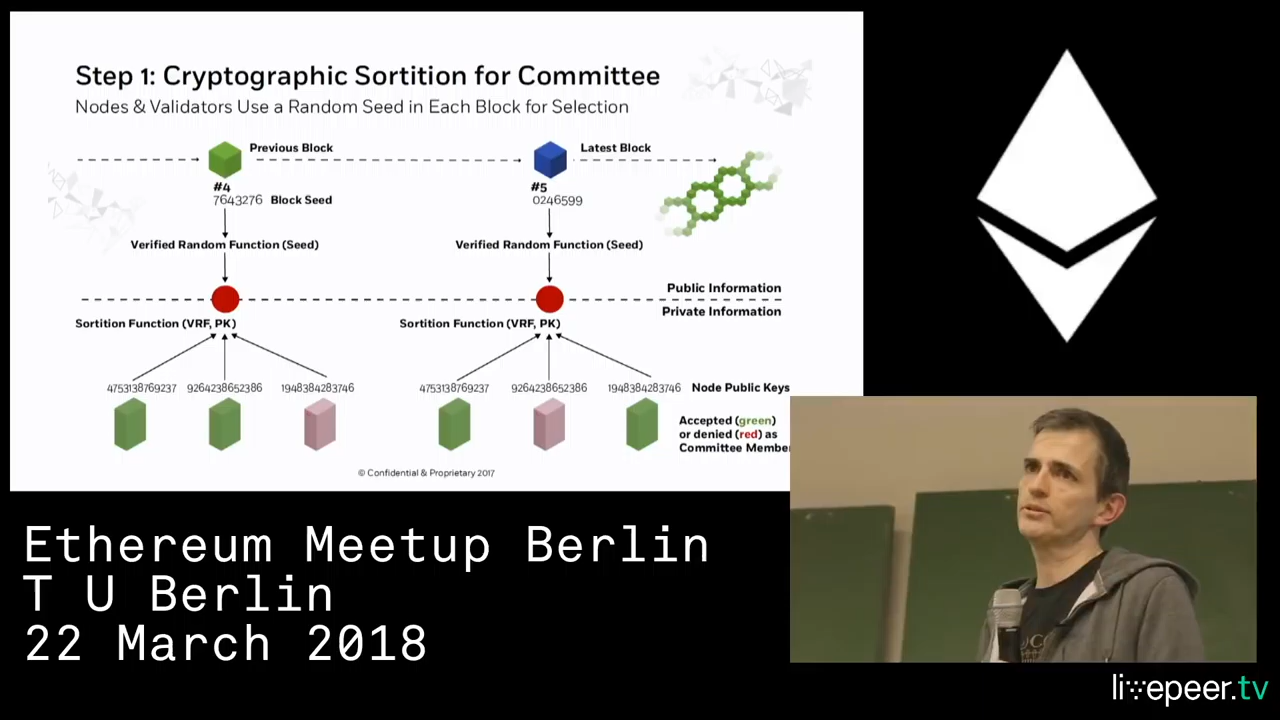 Step 1: Cryptographic Sortition for Committee
Nodes & Validators Use a Random Seed in Each Block for Selection
Previous Block
Latest Block
#4
7643276 Block Seed
#5
0246599
Verified Random Function (Seed)
Verified Random Function (Seed)
Public Information
Private Information
Sortition Function (VRF, PK)
Sortition Function (VRF, PK)
4753138769237 9264238652386 1948384283746
4753138769237 9264238652386 1948384283746 Node Public Keys
Accepted (green)
or denied (red) as
Committee Membe
© Confidential & Proprietary 2017
Ethereum Meetup Berlin
T U Berlin
22 March 2018
livepeer.tv